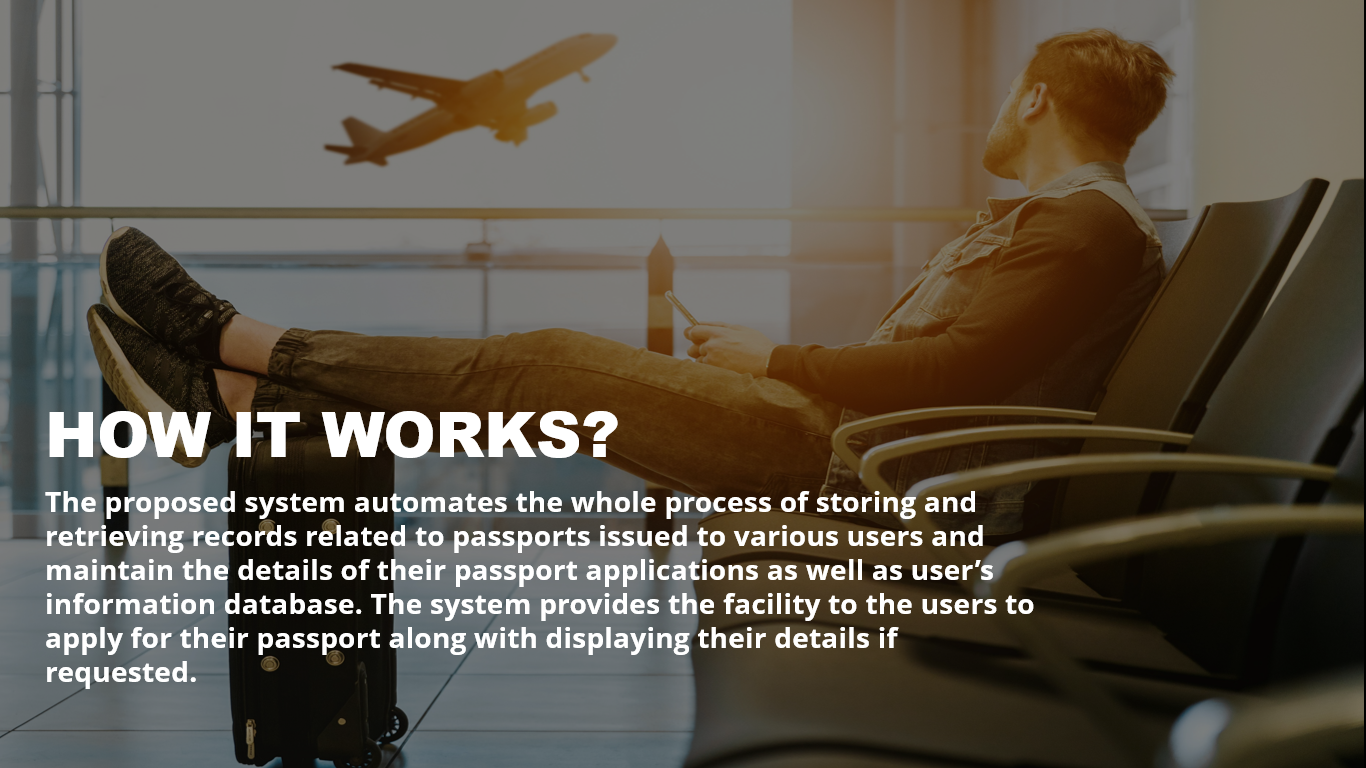 HOW IT WORKS?
The proposed system automates the whole process of storing and
retrieving records related to passports issued to various users and
maintain the details of their passport applications as well as user’s
information database. The system provides the facility to the users to
apply for their passport along with displaying their details if
requested.